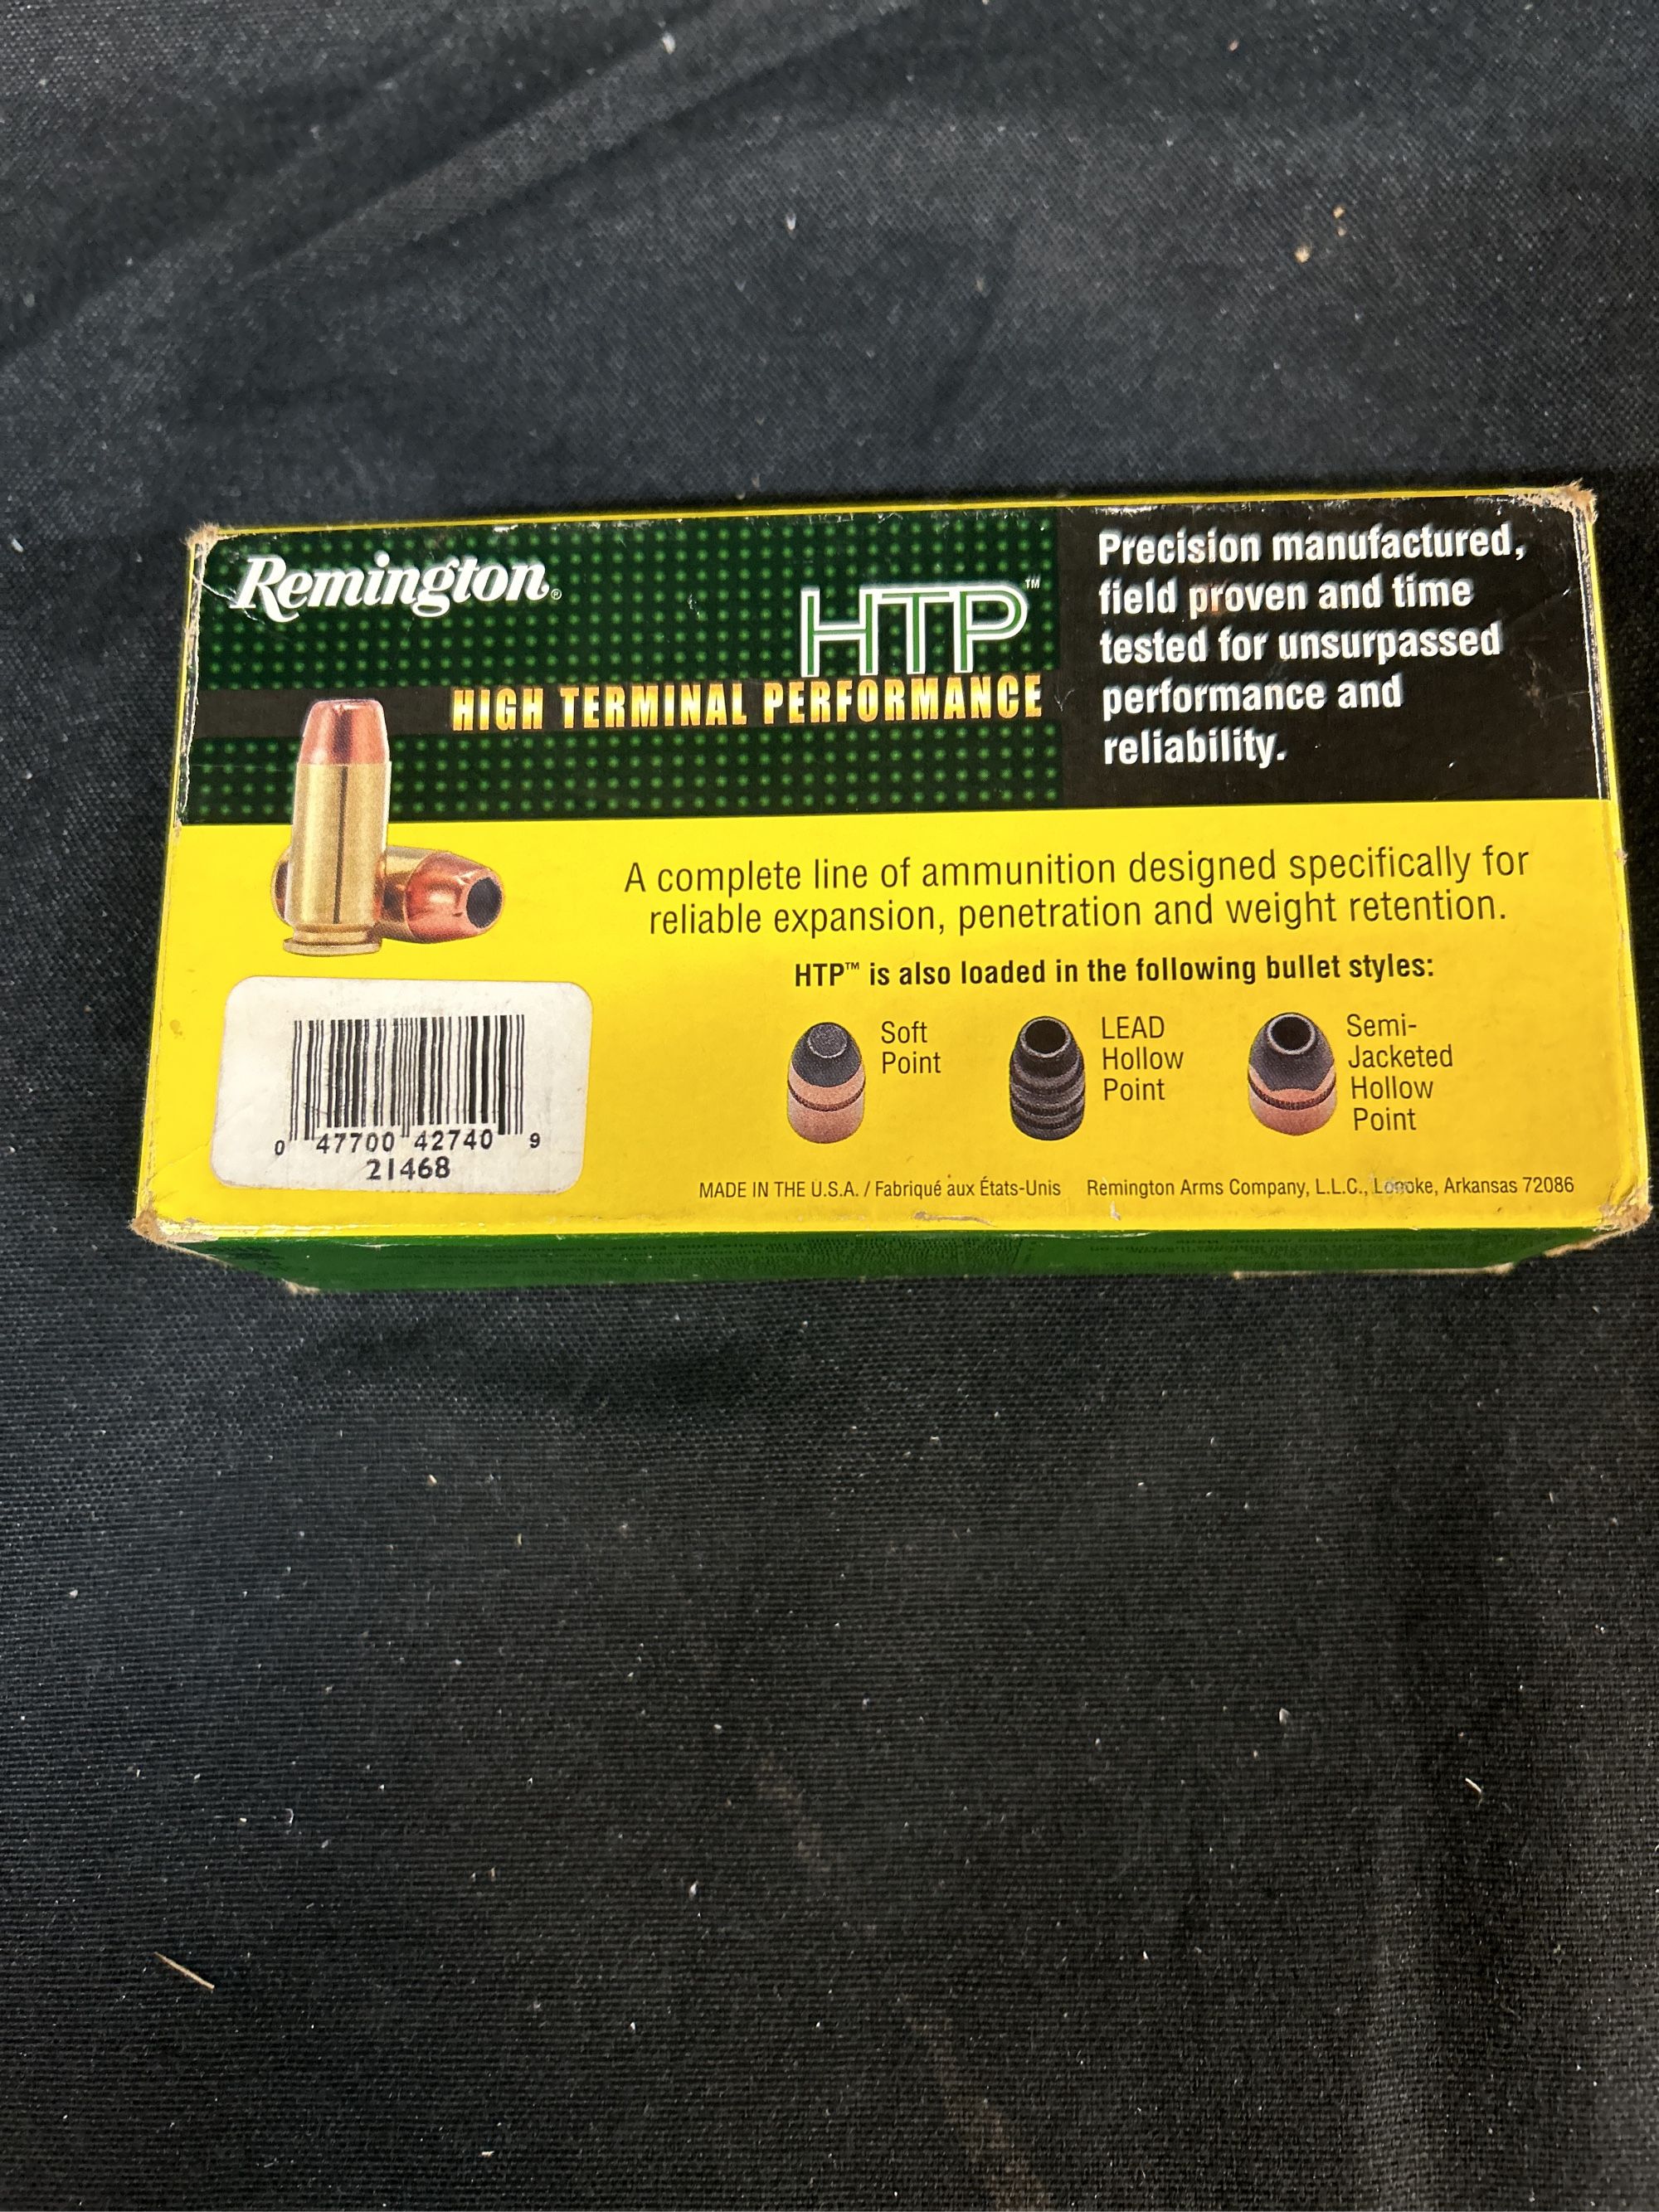 Remington®
HTP™
HIGH TERMINAL PERFORMANCE
Precision manufactured,
field proven and time
tested for unsurpassed
performance and
reliability.
A complete line of ammunition designed specifically for
reliable expansion, penetration and weight retention.
HTP™ is also loaded in the following bullet styles:
Soft
Point
LEAD
Hollow
Point
Semi-
Jacketed
Hollow
Point
0 47700 42740 9
21468
MADE IN THE U.S.A. / Fabriqué aux États-Unis Remington Arms Company, L.L.C., Lonoke, Arkansas 72086